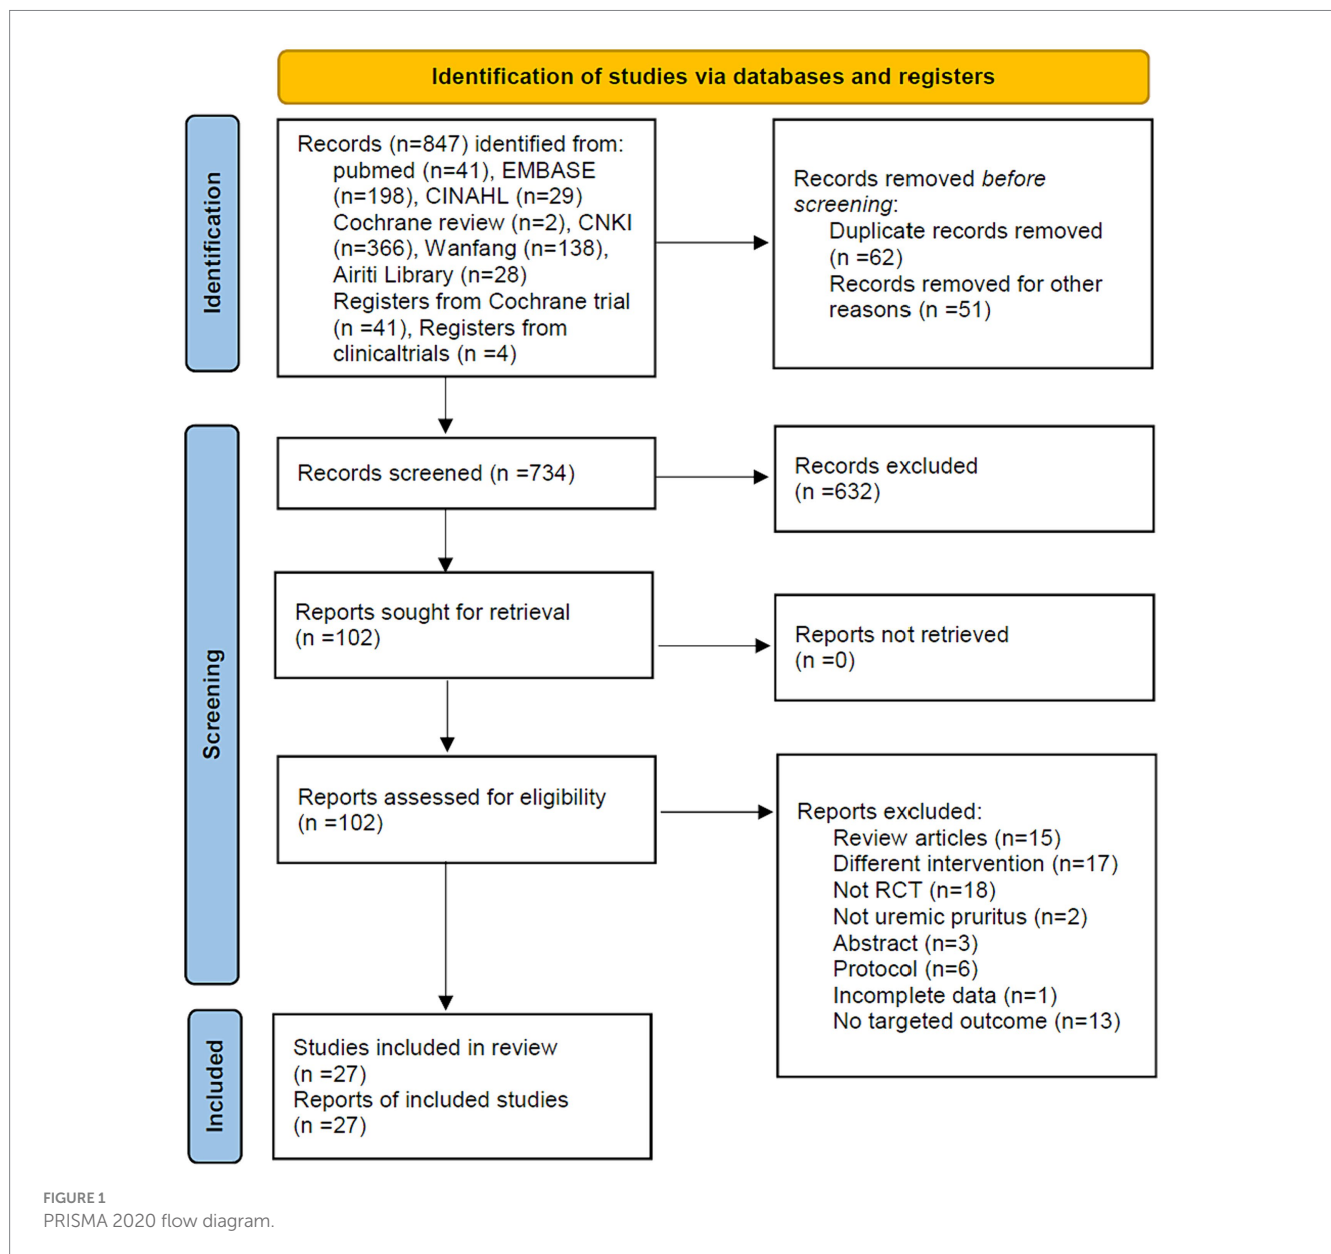 Identification of studies via databases and registers
Identification
Records (n=847) identified from:
pubmed (n=41), EMBASE
(n=198), CINAHL (n=29)
Cochrane review (n=2), CNKI
(n=366), Wanfang (n=138),
Airiti Library (n=28)
Registers from Cochrane trial
(n =41), Registers from
clinicaltrials (n =4)
Records removed before
screening:
Duplicate records removed
(n =62)
Records removed for other
reasons (n =51)
Screening
Records screened (n =734)
Records excluded
(n =632)
Reports sought for retrieval
(n =102)
Reports not retrieved
(n =0)
Reports assessed for eligibility
(n =102)
Reports excluded:
Review articles (n=15)
Different intervention (n=17)
Not RCT (n=18)
Not uremic pruritus (n=2)
Abstract (n=3)
Protocol (n=6)
Incomplete data (n=1)
No targeted outcome (n=13)
Included
Studies included in review
(n =27)
Reports of included studies
(n =27)
FIGURE 1
PRISMA 2020 flow diagram.